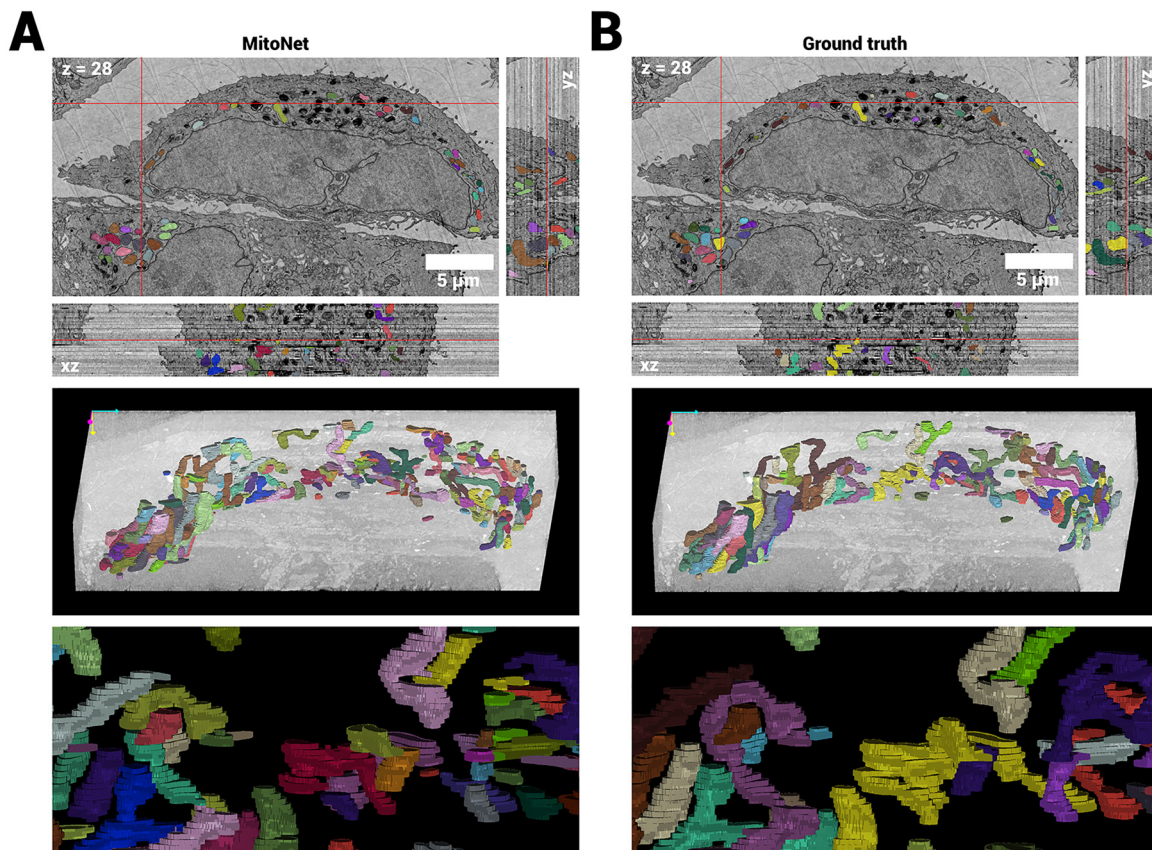 A
MitoNet
z = 28
yz
5 µm
xz
B
Ground truth
z = 28
yz
5 µm
xz